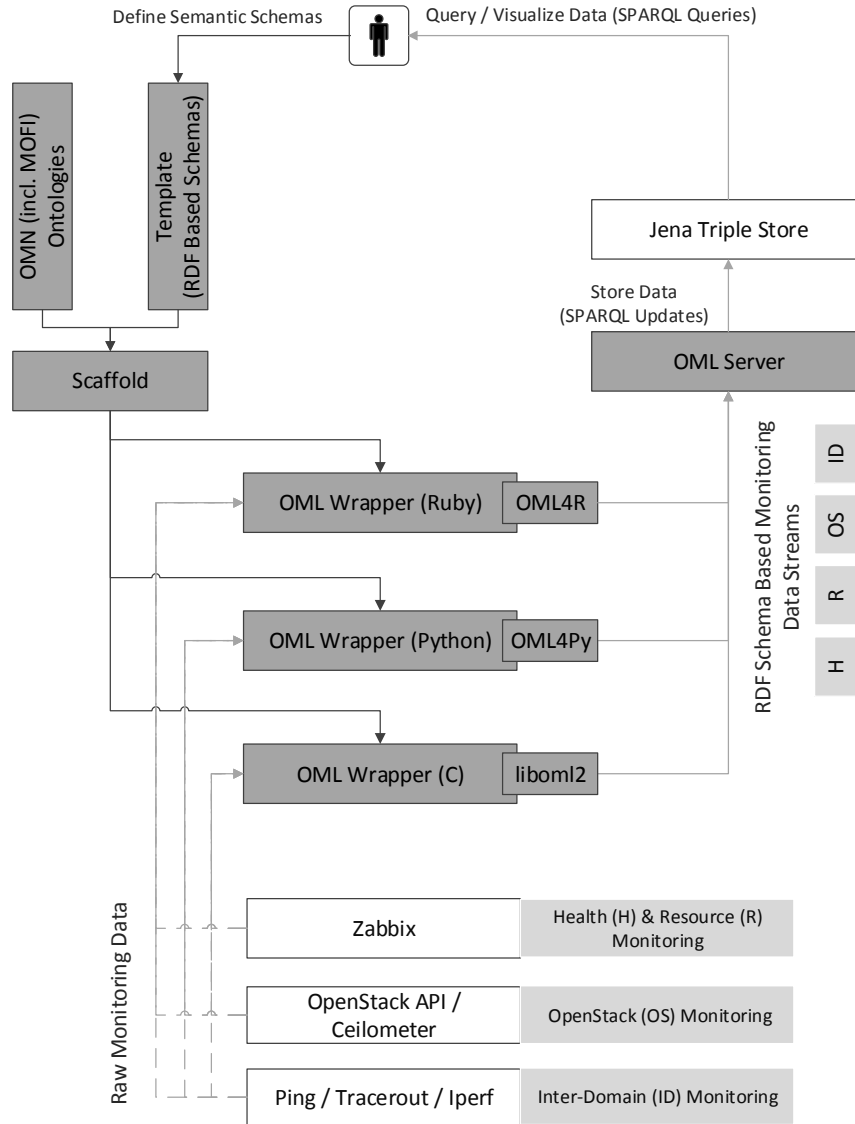 Define Semantic Schemas
Query / Visualize Data (SPARQL Queries)
OMN (incl. MOFI)
Ontologies
Template
(RDF Based Schemas)
Jena Triple Store
Store Data
(SPARQL Updates)
Scaffold
OML Server
OML Wrapper (Ruby)
OML4R
OML Wrapper (Python)
OML4Py
OML Wrapper (C)
liboml2
RDF Schema Based Monitoring
Data Streams
ID
OS
R
H
Raw Monitoring Data
Zabbix
Health (H) & Resource (R)
Monitoring
OpenStack API /
Ceilometer
OpenStack (OS) Monitoring
Ping / Tracerout / Iperf
Inter-Domain (ID) Monitoring